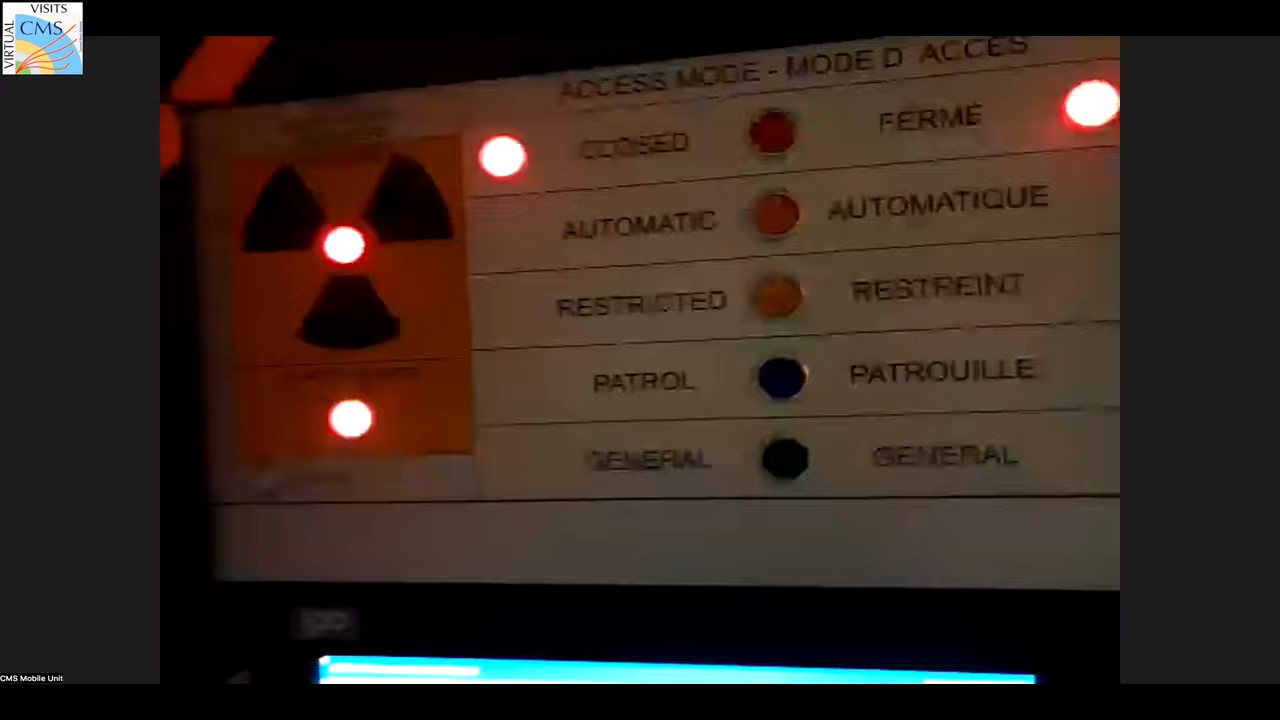 VISITS
VIRTUAL
CMS
ACCESS MODE - MODE D ACCES
CLOSED FERMÉ
AUTOMATIC AUTOMATIQUE
RESTRICTED RESTREINT
PATROL PATROUILLE
GENERAL GENERAL
CMS Mobile Unit